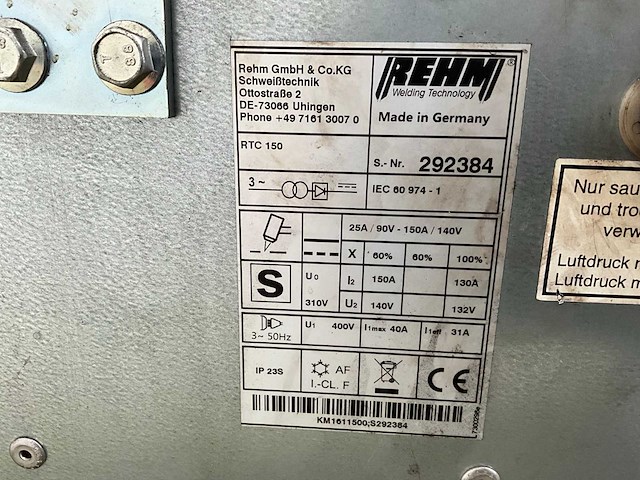 Rehm GmbH & Co.KG
Schweißtechnik
Ottostraße 2
DE-73066 Uhingen
Phone +49 7161 3007 0
REHM®
Welding Technology
Made in Germany
RTC 150
S.- Nr. 292384
3 ~
IEC 60 974 - 1
25A / 90V - 150A / 140V
X 60% 60% 100%
S
U0 I2 150A 130A
310V U2 140V 132V
3~ 50Hz
U1 400V I1max 40A I1eff 31A
IP 23S
AF
I.-CL. F
CE
KM1611500;S292384
Nur sau
und tro
verw
Luftdruck m
Luftdruck m
8.8